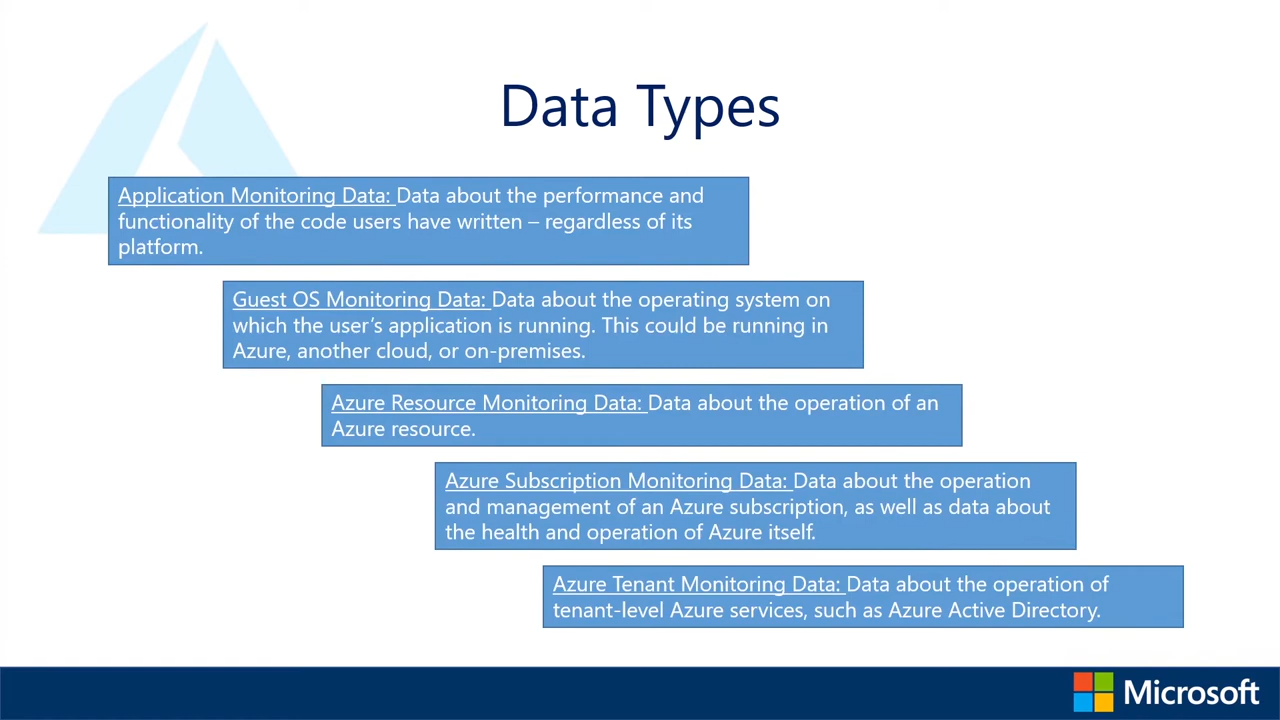 Data Types
Application Monitoring Data: Data about the performance and
functionality of the code users have written – regardless of its
platform.
Guest OS Monitoring Data: Data about the operating system on
which the user’s application is running. This could be running in
Azure, another cloud, or on-premises.
Azure Resource Monitoring Data: Data about the operation of an
Azure resource.
Azure Subscription Monitoring Data: Data about the operation
and management of an Azure subscription, as well as data about
the health and operation of Azure itself.
Azure Tenant Monitoring Data: Data about the operation of
tenant-level Azure services, such as Azure Active Directory.
Microsoft